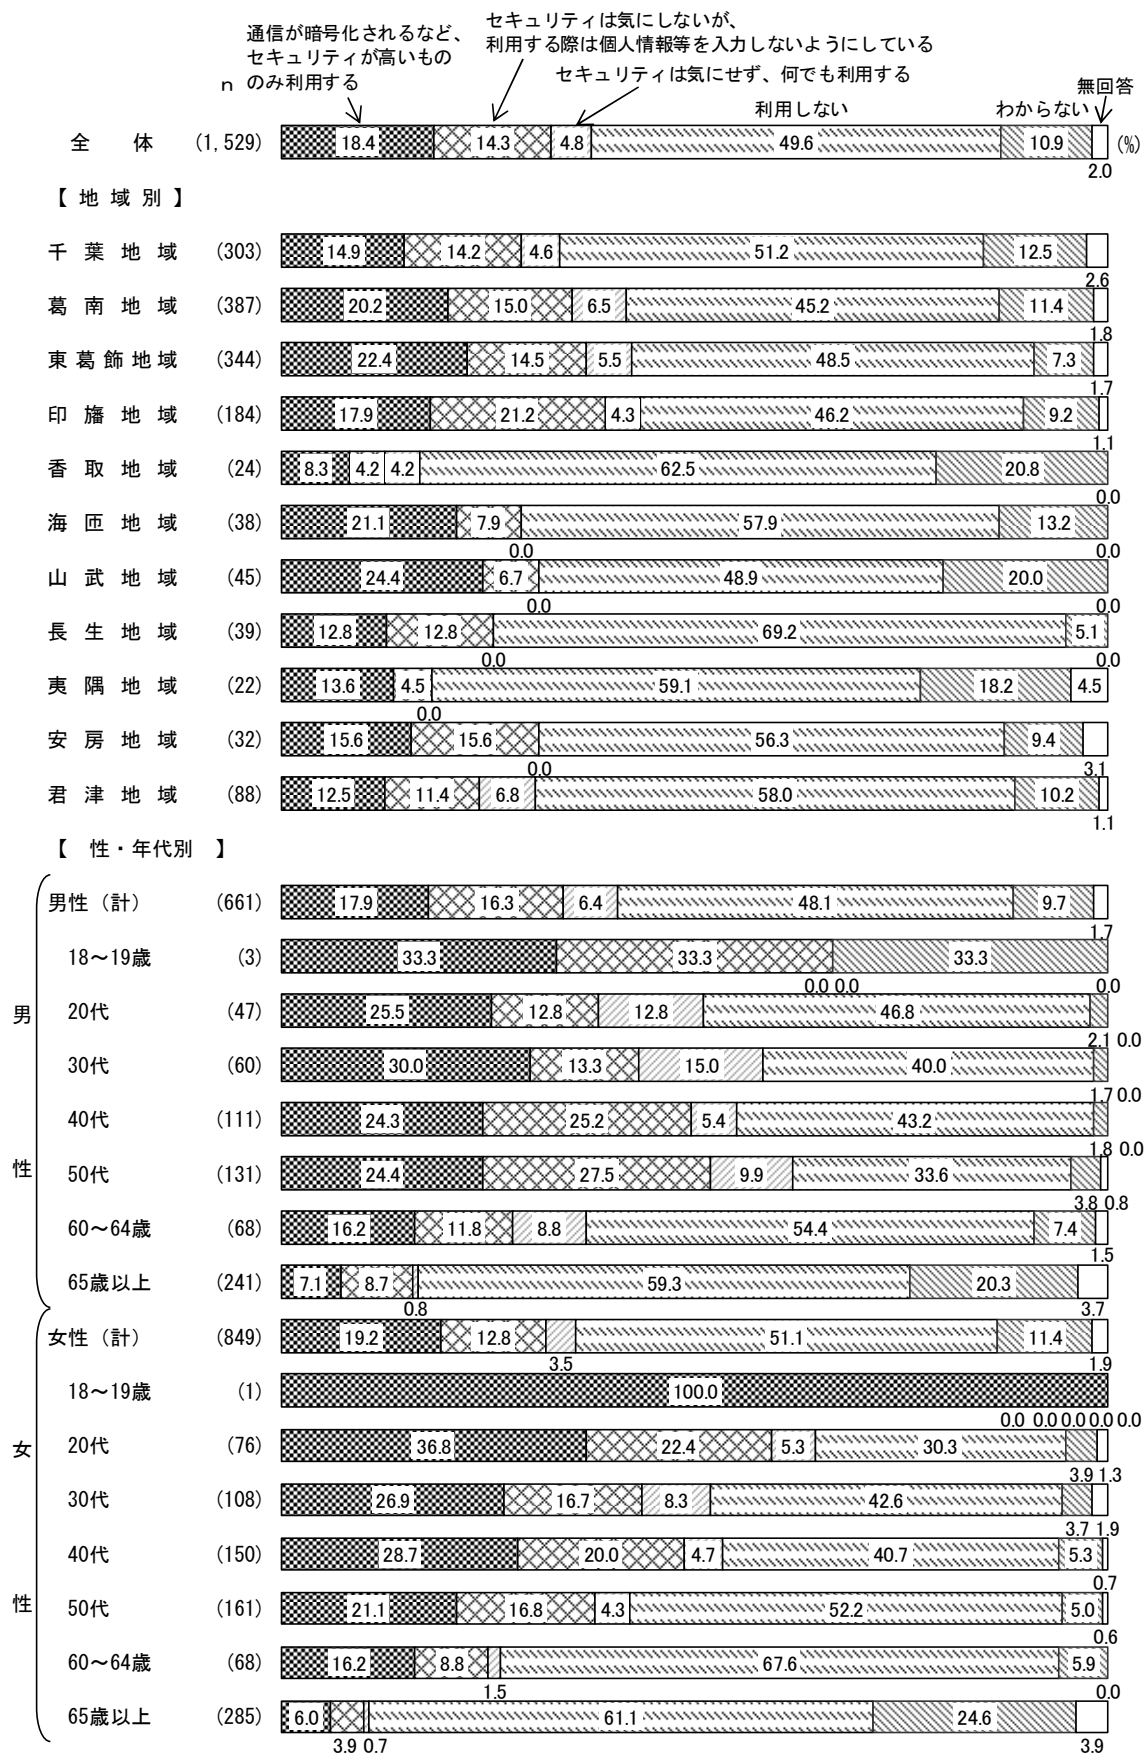 通信が暗号化されるなど、
セキュリティが高いもの
のみ利用する
セキュリティは気にしないが、
利用する際は個人情報等を入力しないようにしている
セキュリティは気にせず、何でも利用する
利用しない
わからない
無回答
n
全体 (1,529) 18.4 14.3 4.8 49.6 10.9 (%)
2.0
【地域別】
千葉地域 (303) 14.9 14.2 4.6 51.2 12.5
2.6
葛南地域 (387) 20.2 15.0 6.5 45.2 11.4
1.8
東葛飾地域 (344) 22.4 14.5 5.5 48.5 7.3
1.7
印旛地域 (184) 17.9 21.2 4.3 46.2 9.2
1.1
香取地域 (24) 8.3 4.2 4.2 62.5 20.8
0.0
海匝地域 (38) 21.1 7.9 57.9 13.2
0.0 0.0
山武地域 (45) 24.4 6.7 48.9 20.0
0.0 0.0
長生地域 (39) 12.8 12.8 69.2 5.1
0.0 0.0
夷隅地域 (22) 13.6 4.5 59.1 18.2 4.5
0.0
安房地域 (32) 15.6 15.6 56.3 9.4
0.0 3.1
君津地域 (88) 12.5 11.4 6.8 58.0 10.2
1.1
【性・年代別】
男性
男性(計) (661) 17.9 16.3 6.4 48.1 9.7
1.7
18~19歳 (3) 33.3 33.3 33.3
0.0 0.0 0.0
20代 (47) 25.5 12.8 12.8 46.8
2.1 0.0
30代 (60) 30.0 13.3 15.0 40.0
1.7 0.0
40代 (111) 24.3 25.2 5.4 43.2
1.8 0.0
50代 (131) 24.4 27.5 9.9 33.6
3.8 0.8
60~64歳 (68) 16.2 11.8 8.8 54.4 7.4
1.5
65歳以上 (241) 7.1 8.7 59.3 20.3
0.8 3.7
女性
女性(計) (849) 19.2 12.8 51.1 11.4
3.5 1.9
18~19歳 (1) 100.0
0.0 0.0 0.0 0.0 0.0
20代 (76) 36.8 22.4 5.3 30.3
3.9 1.3
30代 (108) 26.9 16.7 8.3 42.6
3.7 1.9
40代 (150) 28.7 20.0 4.7 40.7 5.3
0.7
50代 (161) 21.1 16.8 4.3 52.2 5.0
0.6
60~64歳 (68) 16.2 8.8 67.6 5.9
1.5 0.0
65歳以上 (285) 6.0 61.1 24.6
3.9 0.7 3.9